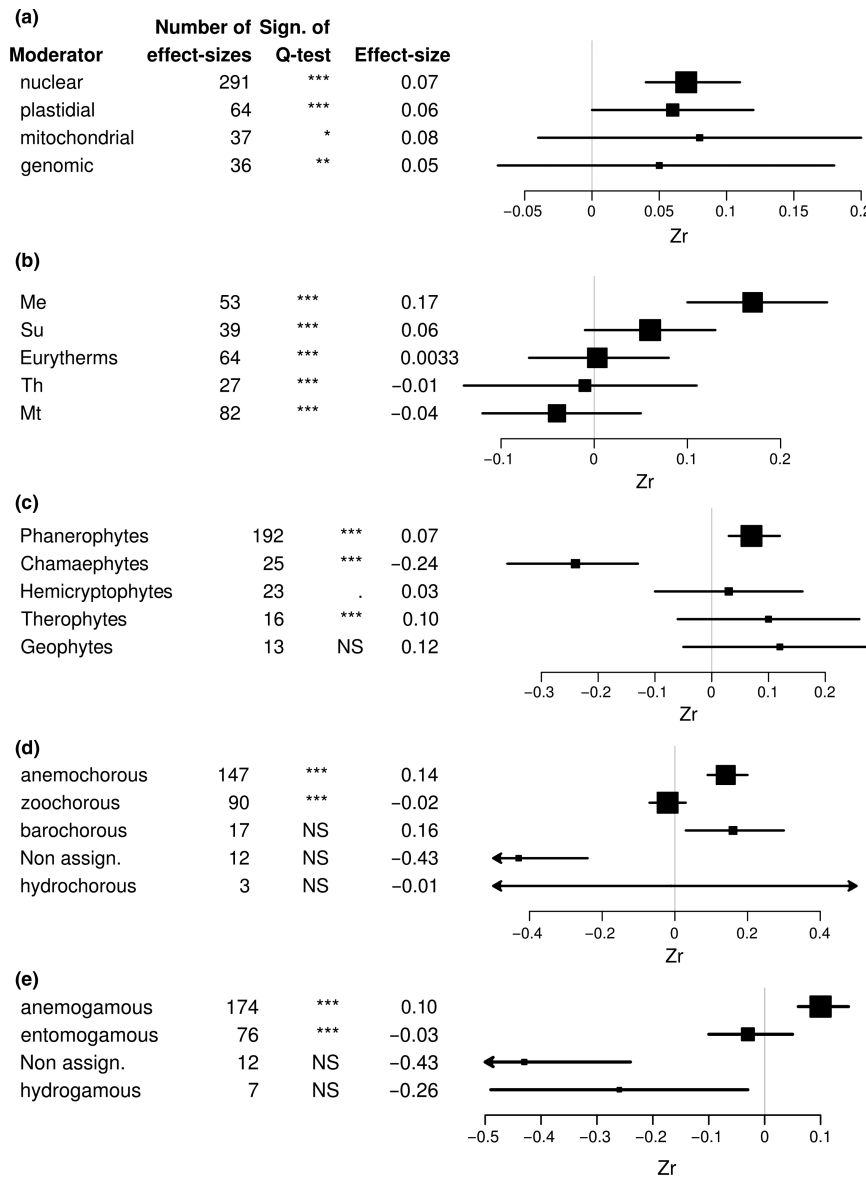 (a)
Number of Sign. of
Moderator effect-sizes Q-test Effect-size
nuclear 291 *** 0.07
plastidial 64 *** 0.06
mitochondrial 37 * 0.08
genomic 36 ** 0.05
−0.05 0 0.05 0.1 0.15
Zr
(b)
Me 53 *** 0.17
Su 39 *** 0.06
Eurytherms 64 *** 0.0033
Th 27 *** −0.01
Mt 82 *** −0.04
−0.1 0 0.1 0.2
Zr
(c)
Phanerophytes 192 *** 0.07
Chamaephytes 25 *** −0.24
Hemicryptophytes 23 . 0.03
Therophytes 16 *** 0.10
Geophytes 13 NS 0.12
−0.3 −0.2 −0.1 0 0.1 0.2
Zr
(d)
anemochorous 147 *** 0.14
zoochorous 90 *** −0.02
barochorous 17 NS 0.16
Non assign. 12 NS −0.43
hydrochorous 3 NS −0.01
−0.4 −0.2 0 0.2 0.4
Zr
(e)
anemogamous 174 *** 0.10
entomogamous 76 *** −0.03
Non assign. 12 NS −0.43
hydrogamous 7 NS −0.26
−0.5 −0.4 −0.3 −0.2 −0.1 0 0.1
Zr